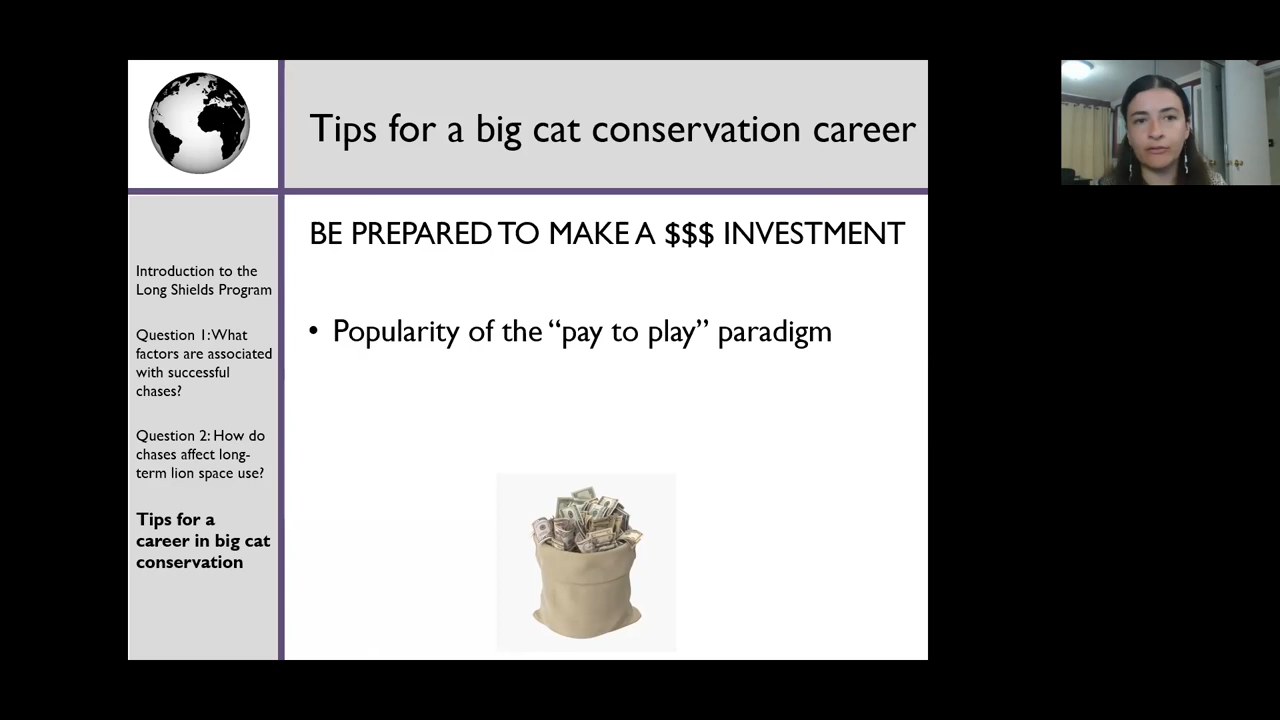 Tips for a big cat conservation career
BE PREPARED TO MAKE A $$$ INVESTMENT
• Popularity of the “pay to play” paradigm
Introduction to the
Long Shields Program
Question 1: What
factors are associated
with successful
chases?
Question 2: How do
chases affect long-
term lion space use?
Tips for a
career in big cat
conservation